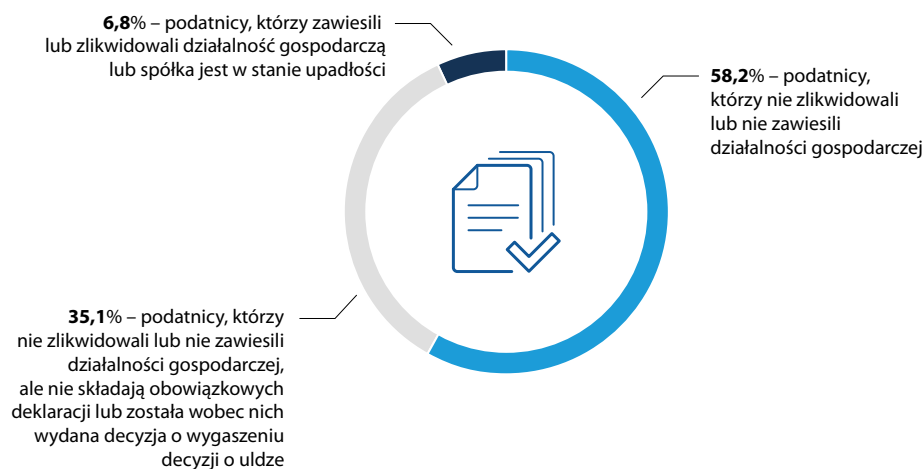 6,8% – podatnicy, którzy zawiesili
lub zlikwidowali działalność gospodarczą
lub spółka jest w stanie upadłości
58,2% – podatnicy,
którzy nie zlikwidowali
lub nie zawiesili
działalności gospodarczej
35,1% – podatnicy, którzy
nie zlikwidowali lub nie zawiesili
działalności gospodarczej,
ale nie składają obowiązkowych
deklaracji lub została wobec nich
wydana decyzja o wygaszeniu
decyzji o uldze